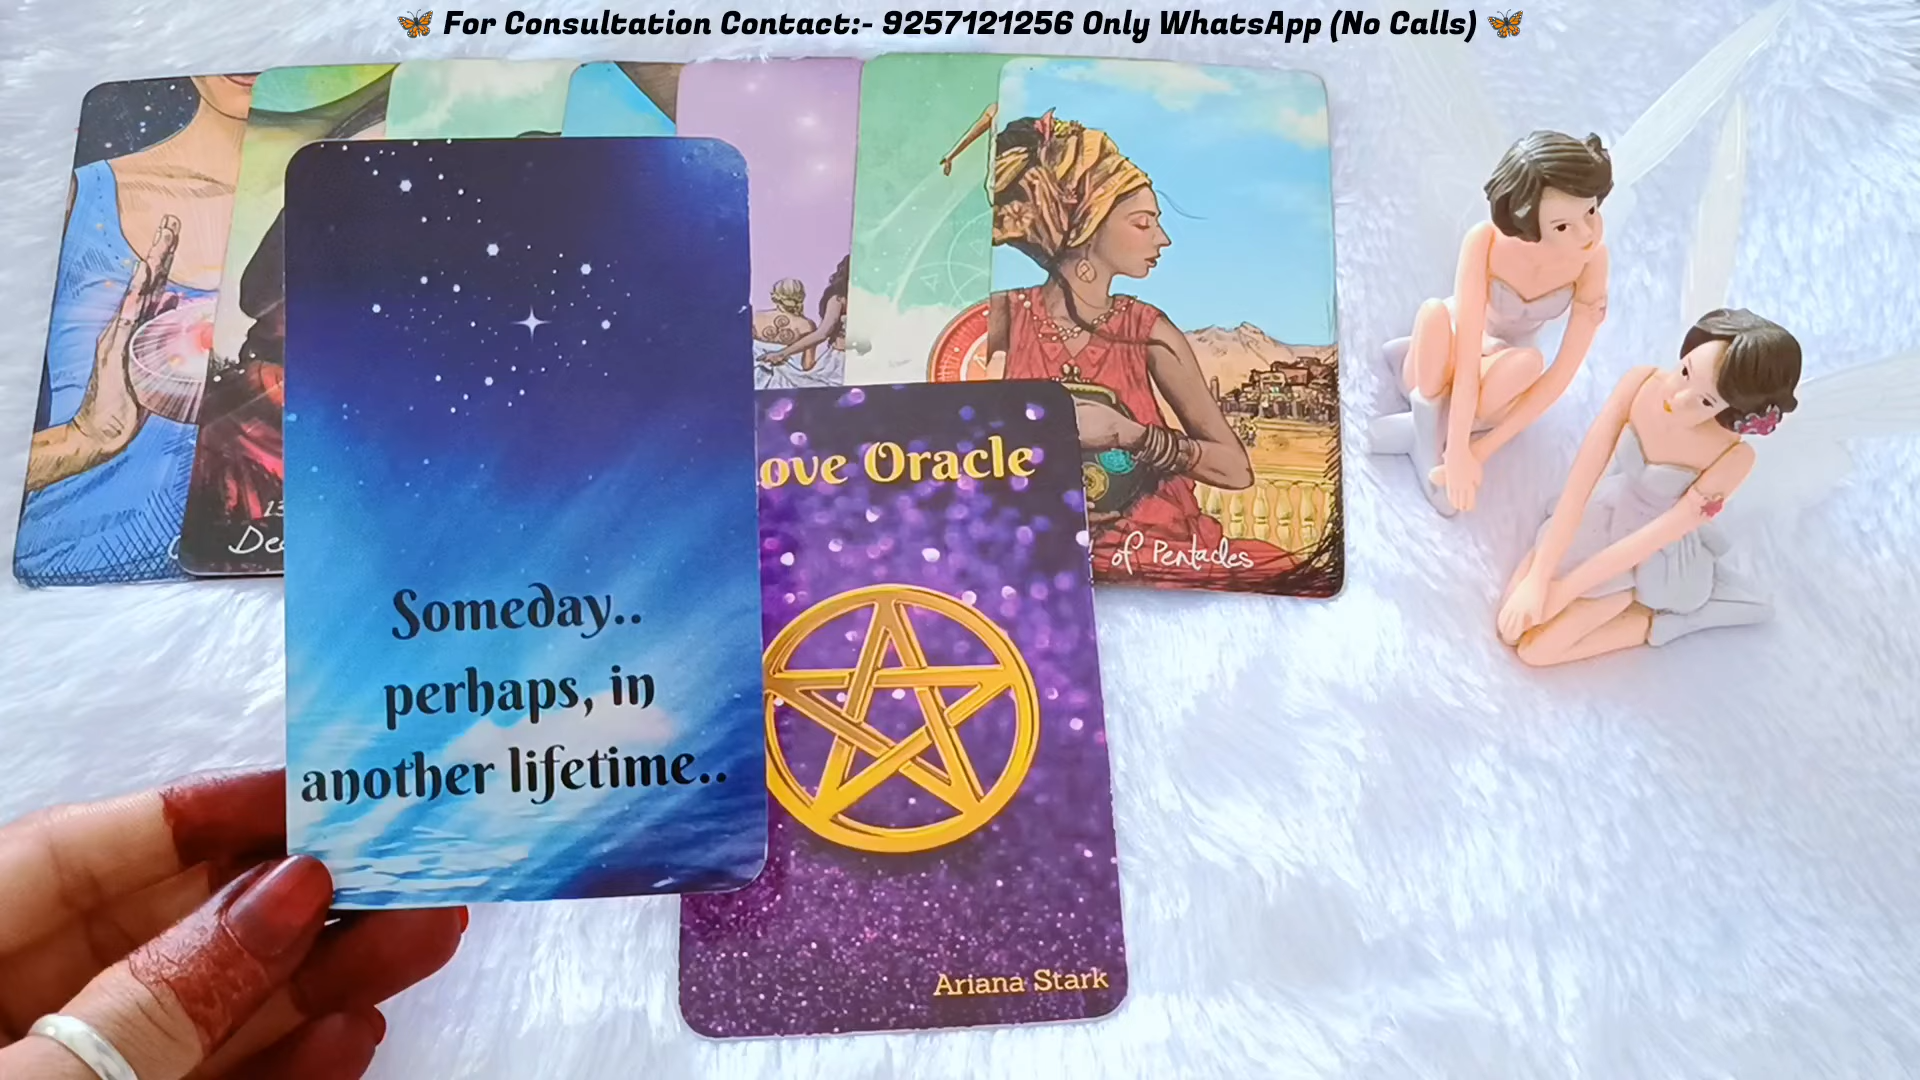 For Consultation Contact:- 9257121256 Only WhatsApp (No Calls)
of Pentacles
13
Someday..
perhaps, in
another lifetime..
ove Oracle
Ariana Stark